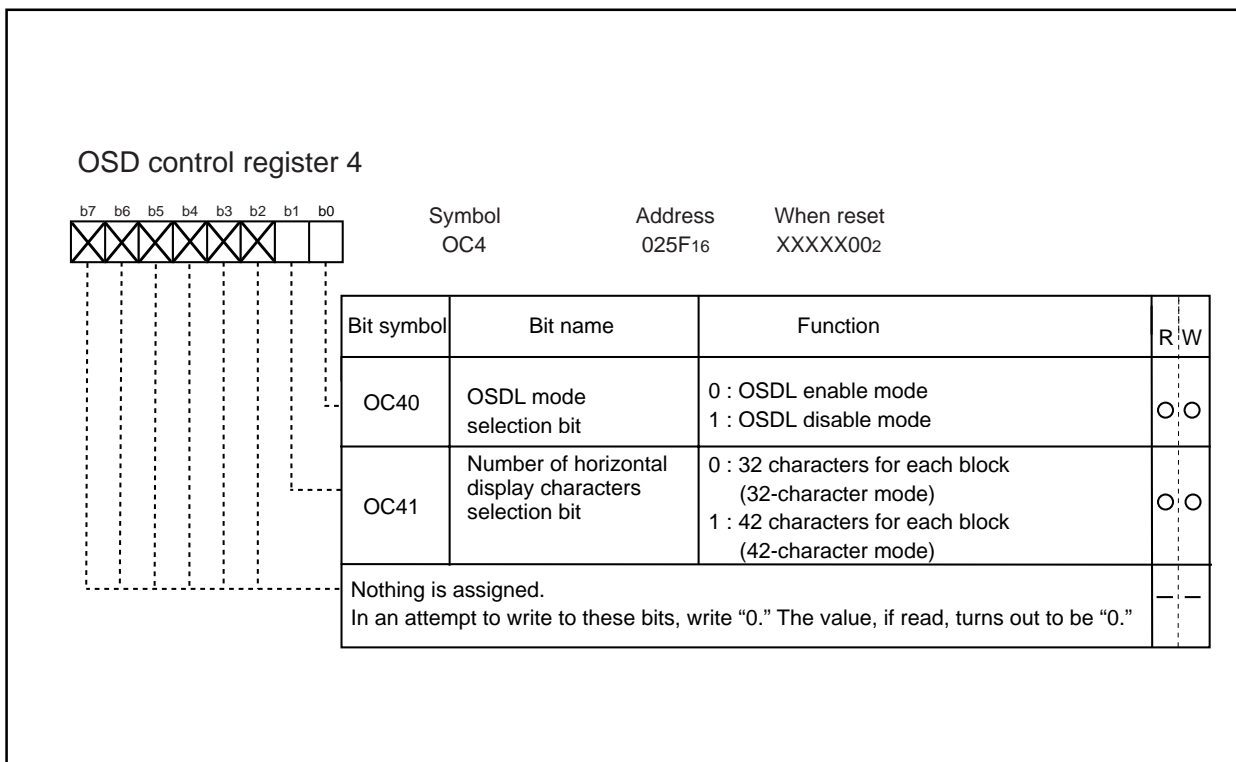 OSD control register 4
b7 b6 b5 b4 b3 b2 b1 b0
Symbol Address When reset
OC4 025F16 XXXXX002
Bit symbol Bit name Function R W
OC40 OSDL mode selection bit 0 : OSDL enable mode
1 : OSDL disable mode
OC41 Number of horizontal display characters selection bit 0 : 32 characters for each block
(32-character mode)
1 : 42 characters for each block
(42-character mode)
Nothing is assigned.
In an attempt to write to these bits, write “0.” The value, if read, turns out to be “0.”